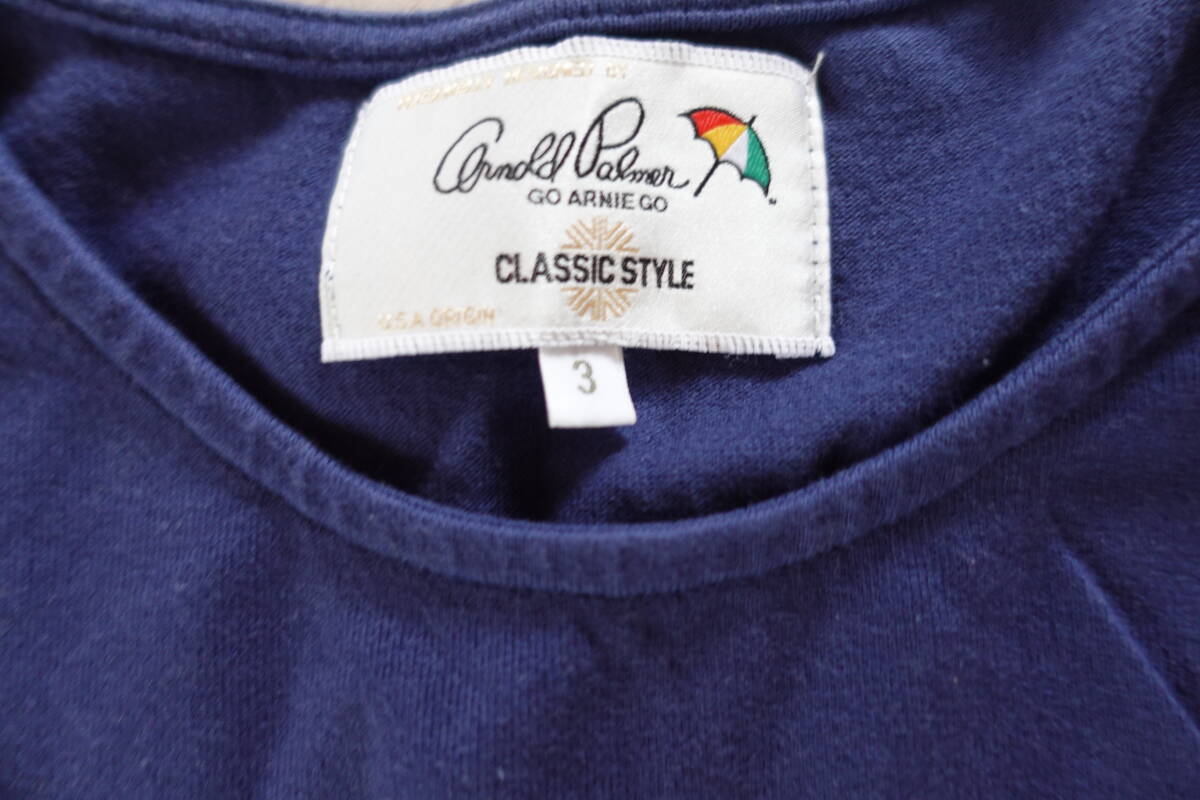 Arnold Palmer
GO ARNIE GO
CLASSIC STYLE
U.S.A ORIGIN
3